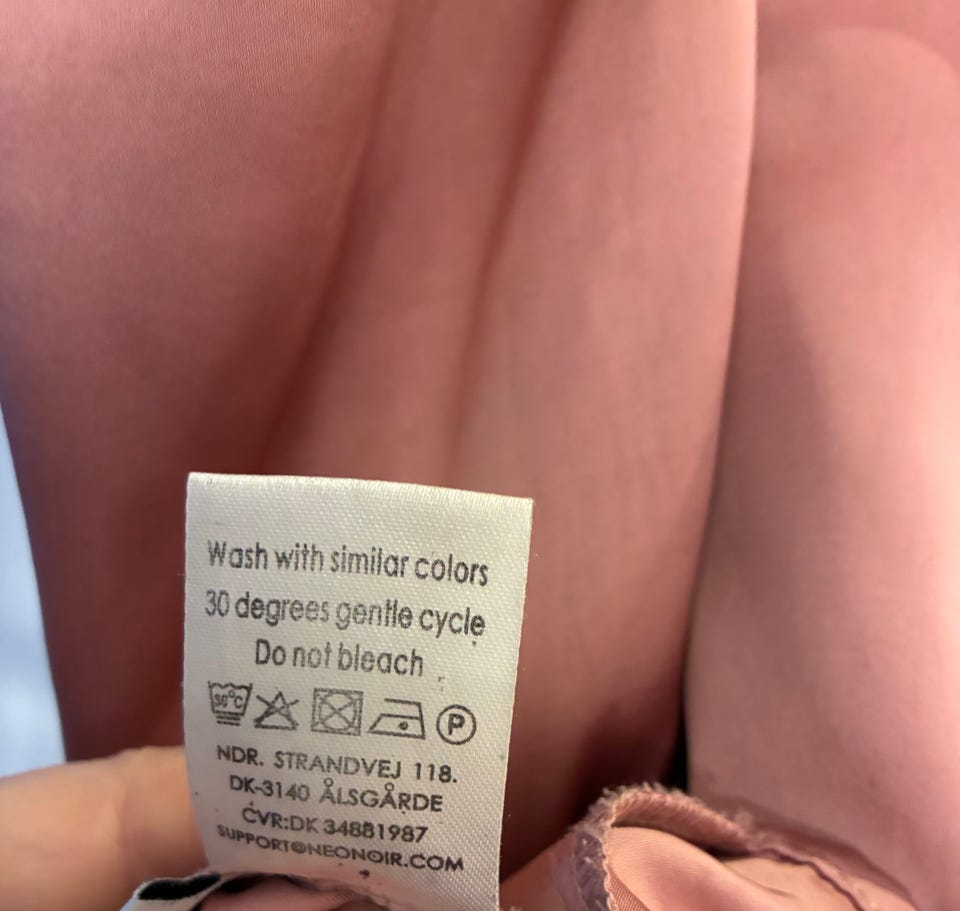 Wash with similar colors
30 degrees gentle cycle
Do not bleach
30°C P
NDR. STRANDVEJ 118.
DK-3140 ÅLSGÅRDE
CVR:DK 34881987
SUPPORT@NEONOIR.COM